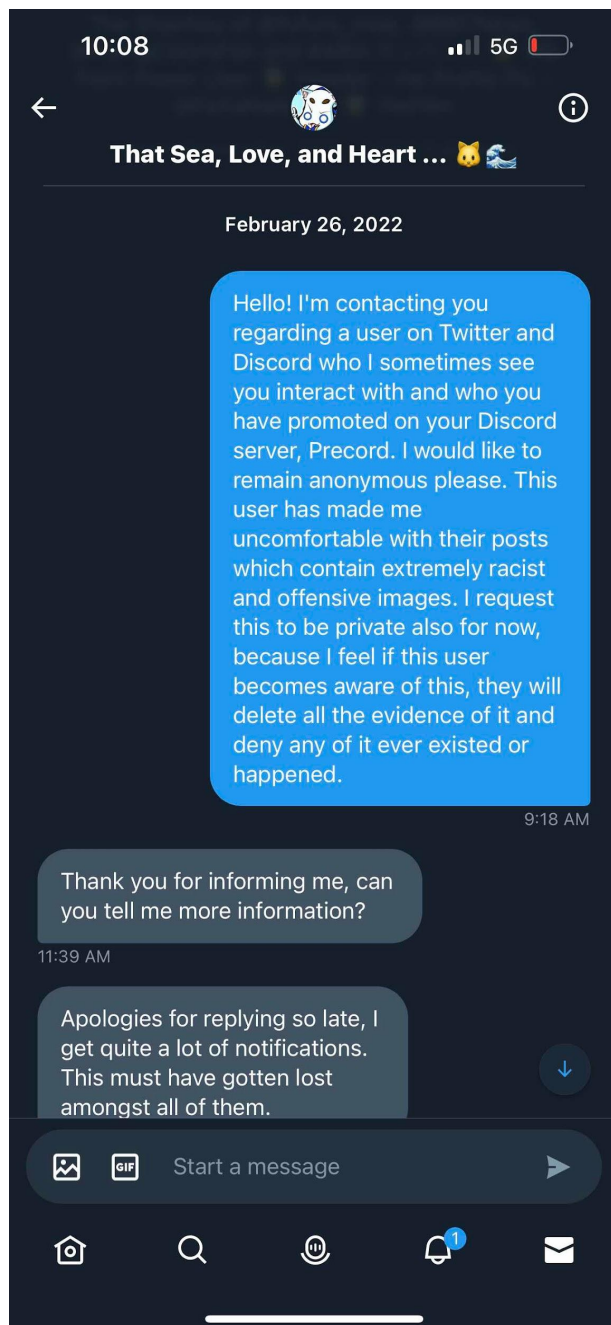 10:08
5G
That Sea, Love, and Heart ... 🐱🌊
February 26, 2022
Hello! I'm contacting you
regarding a user on Twitter and
Discord who I sometimes see
you interact with and who you
have promoted on your Discord
server, Precord. I would like to
remain anonymous please. This
user has made me
uncomfortable with their posts
which contain extremely racist
and offensive images. I request
this to be private also for now,
because I feel if this user
becomes aware of this, they will
delete all the evidence of it and
deny any of it ever existed or
happened.
9:18 AM
Thank you for informing me, can
you tell me more information?
11:39 AM
Apologies for replying so late, I
get quite a lot of notifications.
This must have gotten lost
amongst all of them.
GIF
Start a message
1